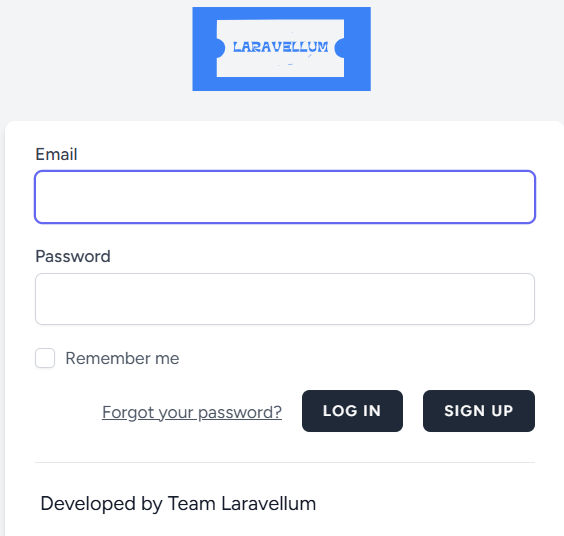 LARAVELLUM
Email
Password
Remember me
Forgot your password? LOG IN SIGN UP
Developed by Team Laravellum